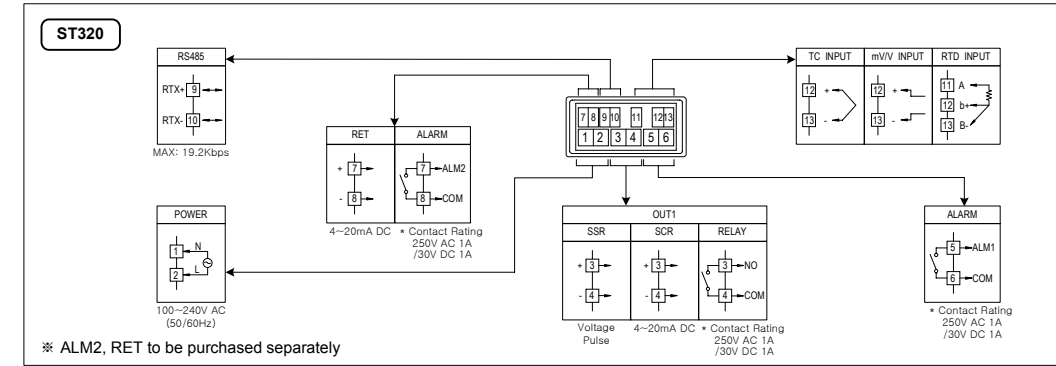 ST320
RS485
RTX+ 9
RTX- 10
MAX: 19.2Kbps
RET
ALARM
+ 7
- 8
7 ALM2
8 COM
4~20mA DC
* Contact Rating
250V AC 1A
/30V DC 1A
POWER
1 N
2 L
100~240V AC
(50/60Hz)
7 8 9 10 11 12 13
1 2 3 4 5 6
TC INPUT
mV/V INPUT
RTD INPUT
12 +
13 -
12 +
13 -
11 A
12 b+
13 B-
OUT1
SSR
SCR
RELAY
+ 3
- 4
+ 3
- 4
3 NO
4 COM
Voltage
Pulse
4~20mA DC
* Contact Rating
250V AC 1A
/30V DC 1A
ALARM
5 ALM1
6 COM
* Contact Rating
250V AC 1A
/30V DC 1A
※ ALM2, RET to be purchased separately